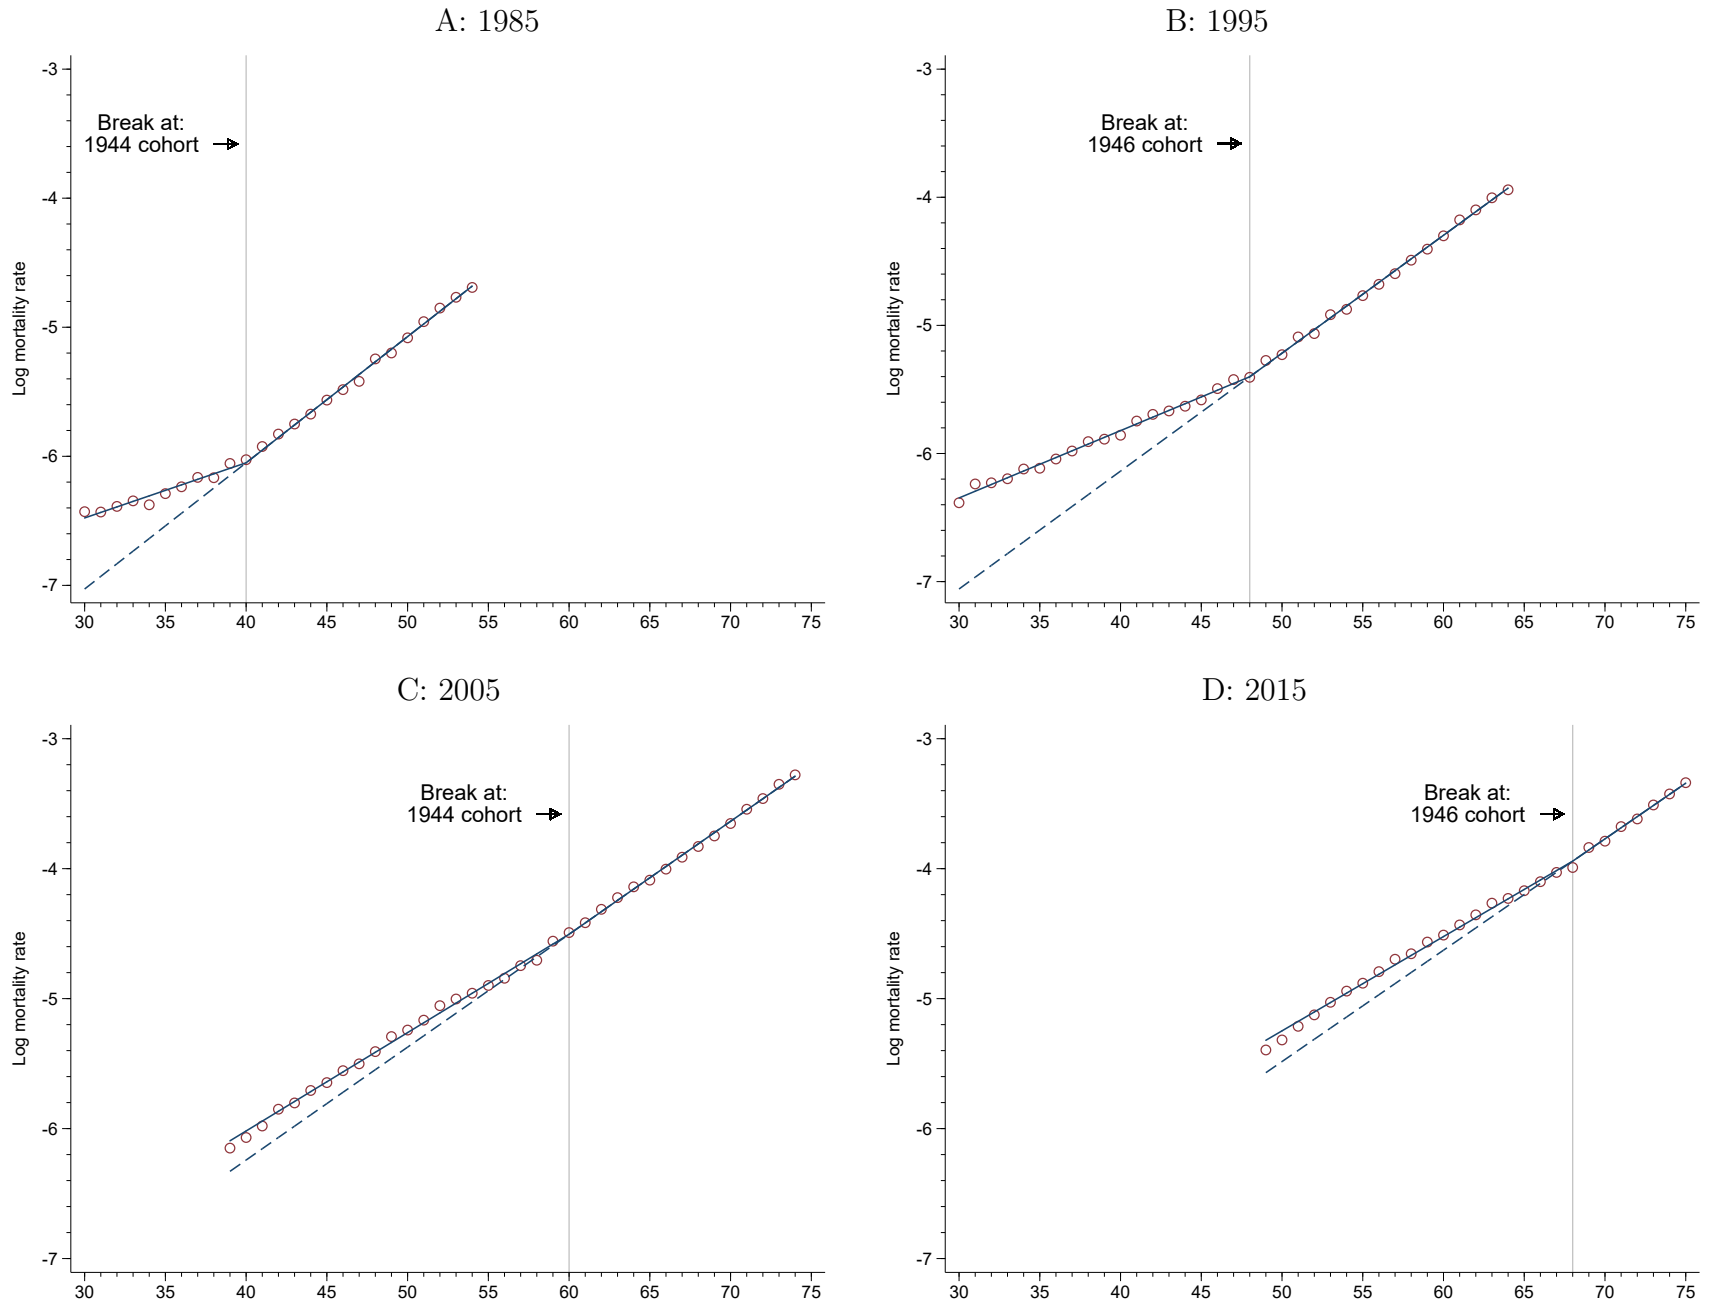 A: 1985
-3
-4
-5
-6
-7
Log mortality rate
Break at:
1944 cohort
30 35 40 45 50 55 60 65 70 75
B: 1995
-3
-4
-5
-6
-7
Log mortality rate
Break at:
1946 cohort
30 35 40 45 50 55 60 65 70 75
C: 2005
-3
-4
-5
-6
-7
Log mortality rate
Break at:
1944 cohort
30 35 40 45 50 55 60 65 70 75
D: 2015
-3
-4
-5
-6
-7
Log mortality rate
Break at:
1946 cohort
30 35 40 45 50 55 60 65 70 75